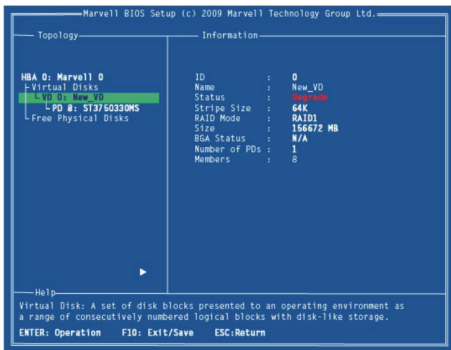 Marvell BIOS Setup (c) 2009 Marvell Technology Group Ltd.
Topology
HBA 0: Marvell 0
Virtual Disks
VD 0: New_VD
PD 8: ST3750330MS
Free Physical Disks
Information
ID : 0
Name : New_VD
Status : Degrade
Stripe Size : 64K
RAID Mode : RAID1
Size : 156672 MB
BGA Status : N/A
Number of PDs : 1
Members : 8
Help
Virtual Disk: A set of disk blocks presented to an operating environment as
a range of consecutively numbered logical blocks with disk-like storage.
ENTER: Operation F10: Exit/Save ESC:Return